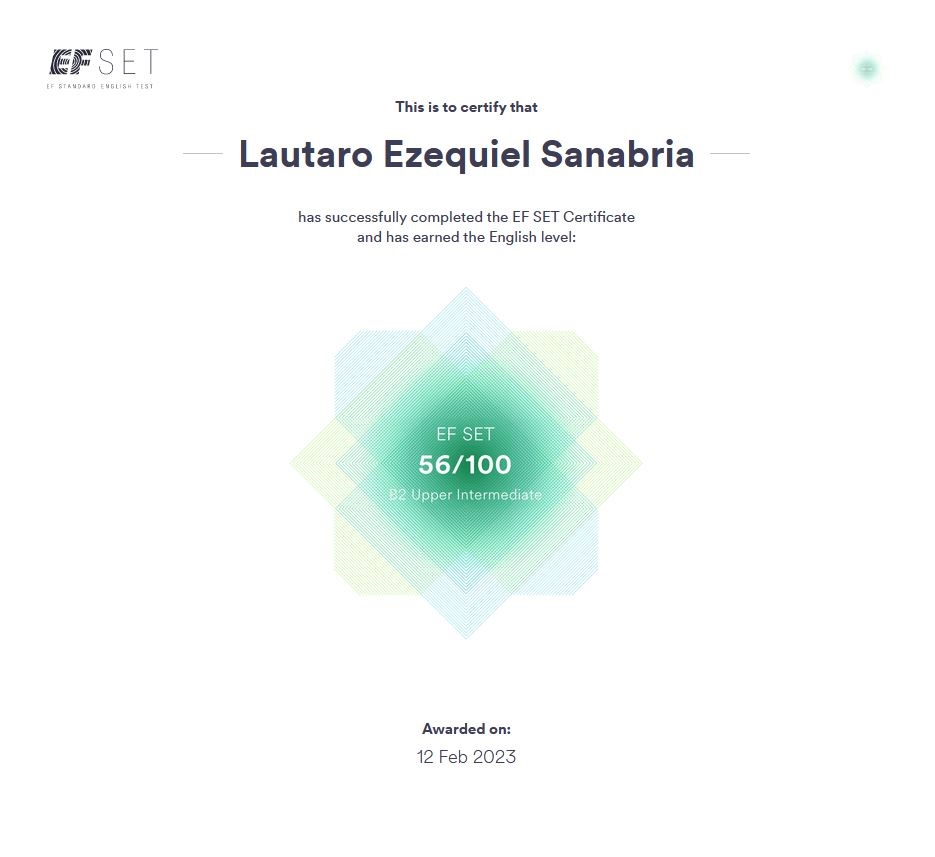 EF SET
EF STANDARD ENGLISH TEST
This is to certify that
Lautaro Ezequiel Sanabria
has successfully completed the EF SET Certificate
and has earned the English level:
EF SET
56/100
B2 Upper Intermediate
Awarded on:
12 Feb 2023